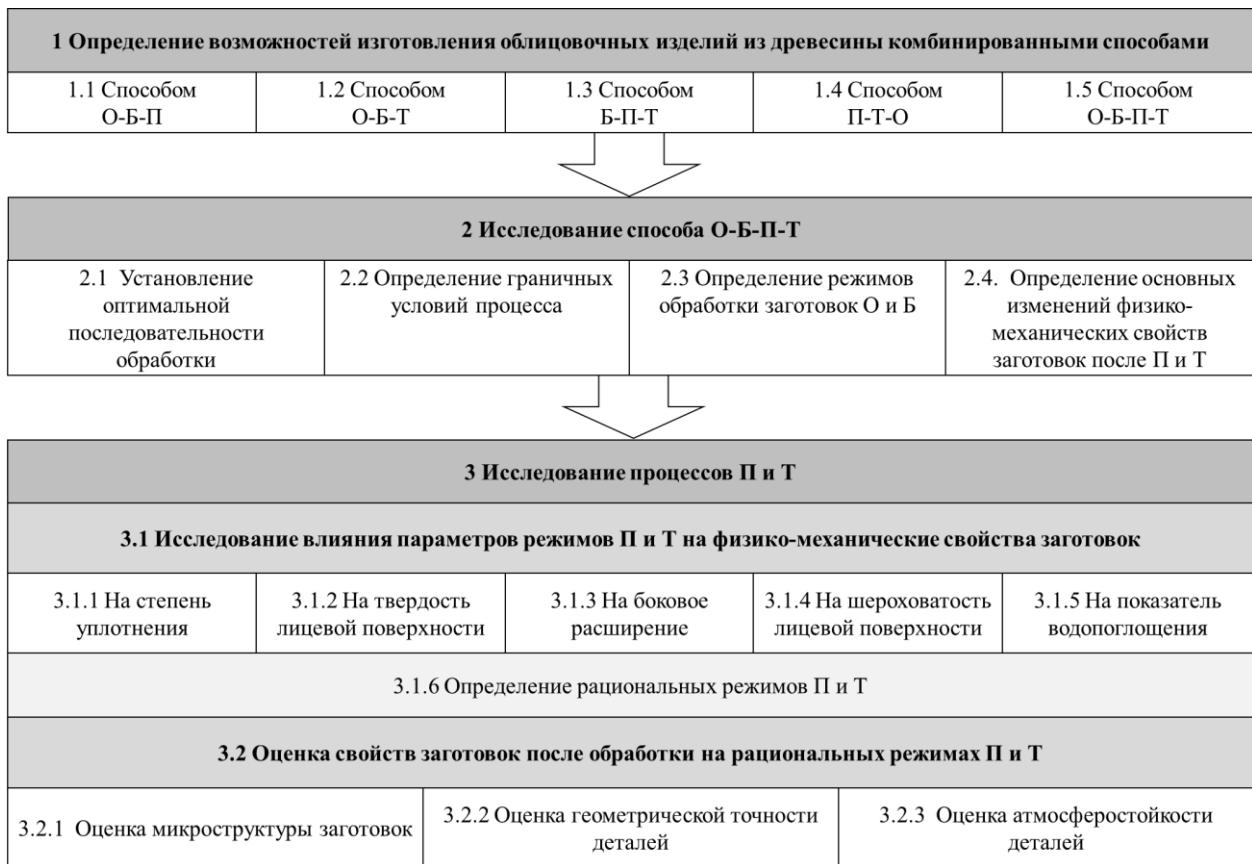 1 Определение возможностей изготовления облицовочных изделий из древесины комбинированными способами
1.1 Способом
О-Б-П
1.2 Способом
О-Б-Т
1.3 Способом
Б-П-Т
1.4 Способом
П-Т-О
1.5 Способом
О-Б-П-Т
2 Исследование способа О-Б-П-Т
2.1 Установление
оптимальной
последовательности
обработки
2.2 Определение граничных
условий процесса
2.3 Определение режимов
обработки заготовок О и Б
2.4. Определение основных
изменений физико-
механических свойств
заготовок после П и Т
3 Исследование процессов П и Т
3.1 Исследование влияния параметров режимов П и Т на физико-механические свойства заготовок
3.1.1 На степень
уплотнения
3.1.2 На твердость
лицевой поверхности
3.1.3 На боковое
расширение
3.1.4 На шероховатость
лицевой поверхности
3.1.5 На показатель
водопоглощения
3.1.6 Определение рациональных режимов П и Т
3.2 Оценка свойств заготовок после обработки на рациональных режимах П и Т
3.2.1 Оценка микроструктуры заготовок
3.2.2 Оценка геометрической точности
деталей
3.2.3 Оценка атмосферостойкости
деталей